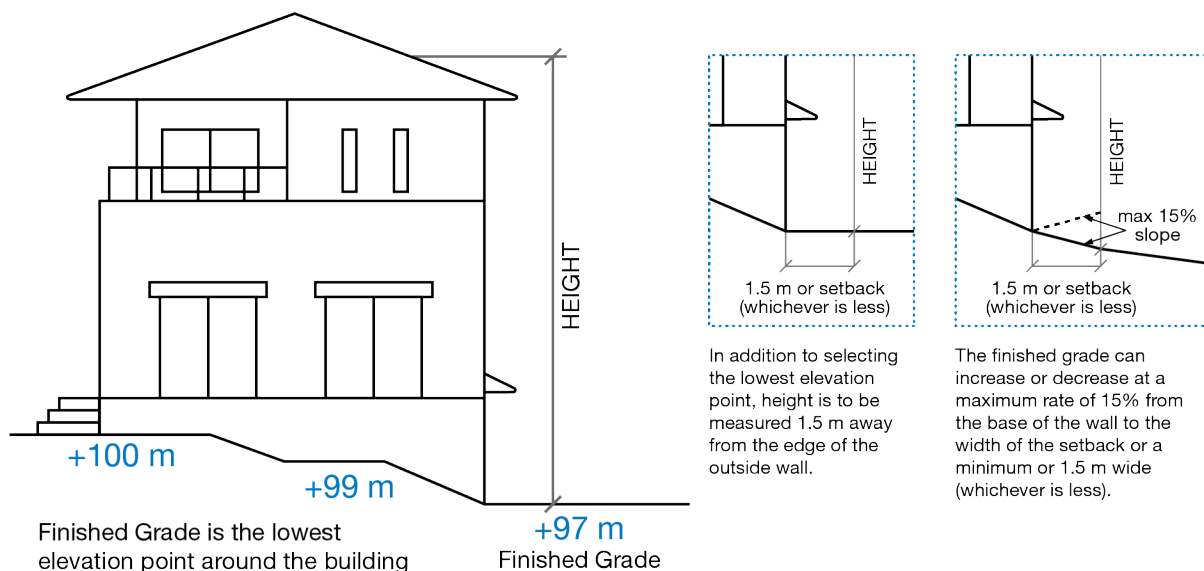 HEIGHT
+100 m
+99 m
+97 m
Finished Grade
Finished Grade is the lowest
elevation point around the building
HEIGHT
1.5 m or setback
(whichever is less)
In addition to selecting
the lowest elevation
point, height is to be
measured 1.5 m away
from the edge of the
outside wall.
HEIGHT
max 15%
slope
1.5 m or setback
(whichever is less)
The finished grade can
increase or decrease at a
maximum rate of 15% from
the base of the wall to the
width of the setback or a
minimum or 1.5 m wide
(whichever is less).